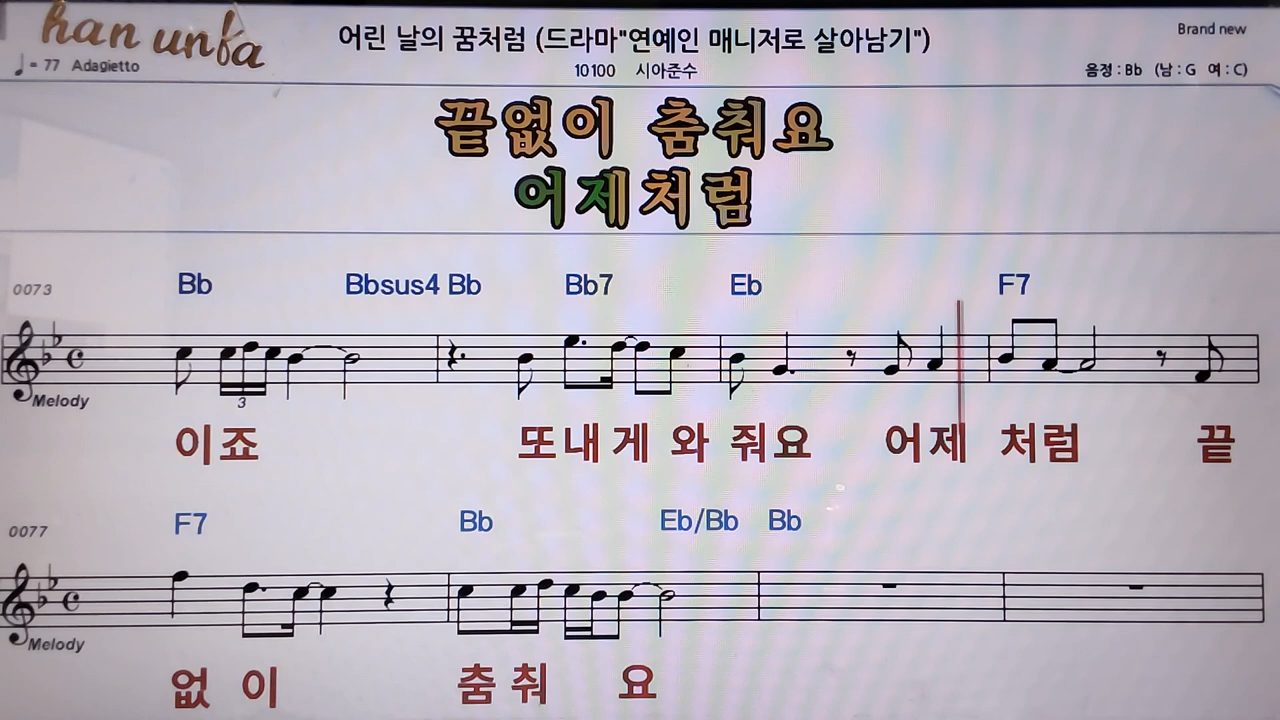 han unfa
어린 날의 꿈처럼 (드라마"연예인 매니저로 살아남기")
Brand new
♩= 77 Adagietto
10100 시아준수
음정 : Bb (남 : G 여 : C)
끝없이 춤춰요
어제처럼
0073 Bb Bbsus4 Bb Bb7 Eb F7
3
Melody
이죠 또내게 와 줘요 어제 처럼 끝
0077 F7 Bb Eb/Bb Bb
Melody
없 이 춤 춰 요